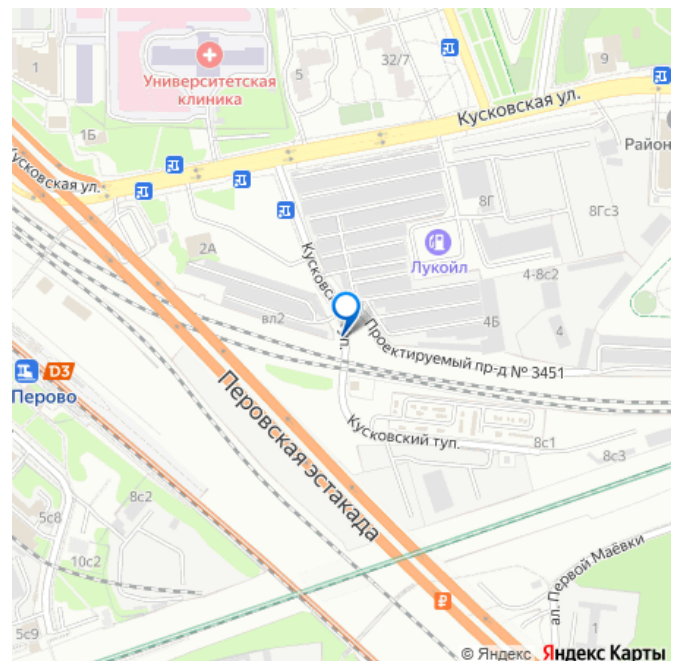 1
Университетская
клиника
5
32/7
9
1Б
Кусковская ул.
Район
Кусковская ул.
8Г
8Гс3
2А
Лукойл
4-8с2
вл2
4Б
4
Проектируемый пр-д № 3451
D3
Перово
Перовская эстакада
Кусковский туп.
8с1
8с3
8с2
5с8
10с2
ал. Первой Маёвки
₽
1
5с9
© Яндекс Яндекс Карты